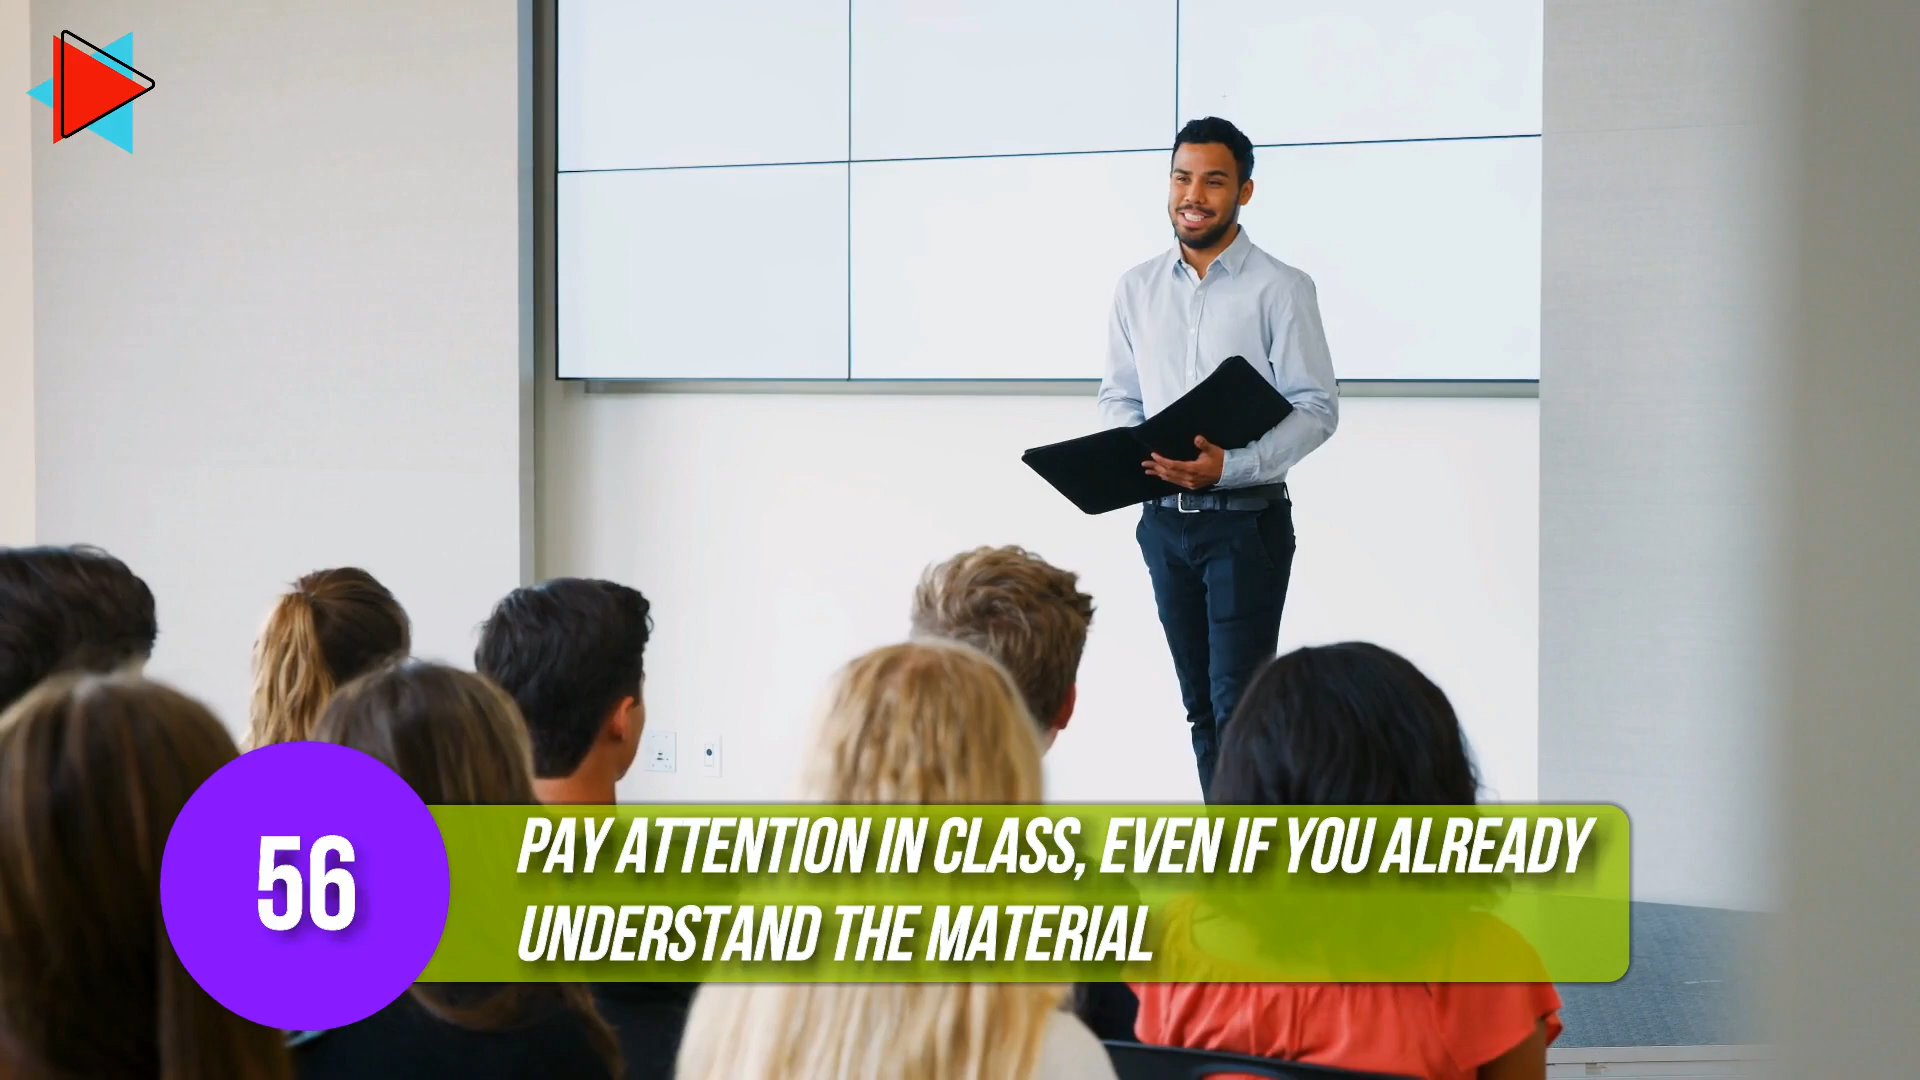 56
PAY ATTENTION IN CLASS, EVEN IF YOU ALREADY
UNDERSTAND THE MATERIAL